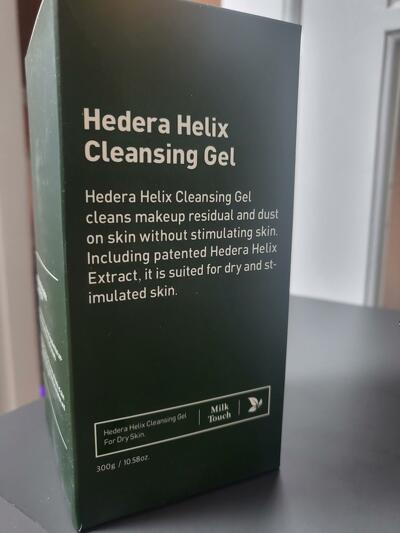 Hedera Helix
Cleansing Gel
Hedera Helix Cleansing Gel
cleans makeup residual and dust
on skin without stimulating skin.
Including patented Hedera Helix
Extract, it is suited for dry and st-
imulated skin.
Hedera Helix Cleansing Gel
For Dry Skin.
Milk
Touch
300g / 10.58oz.